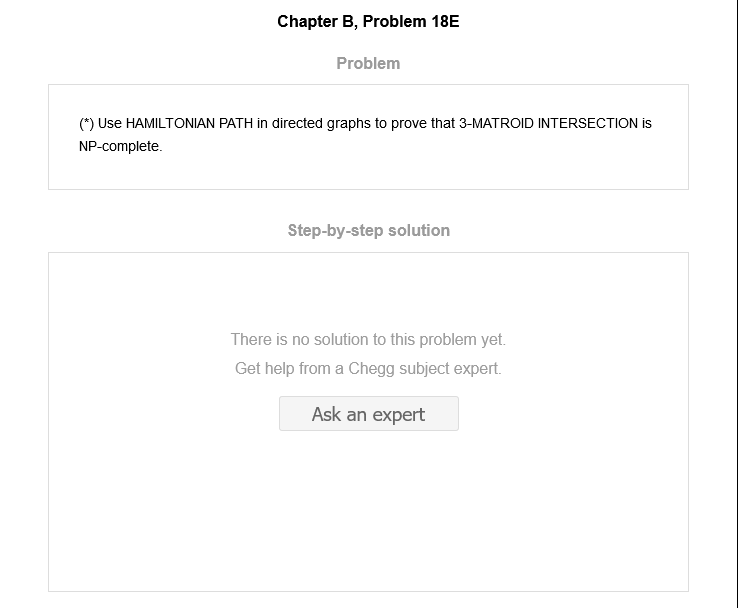 Chapter B, Problem 18E
Problem
(*) Use HAMILTONIAN PATH in directed graphs to prove that 3-MATROID INTERSECTION is
NP-complete.
Step-by-step solution
There is no solution to this problem yet.
Get help from a Chegg subject expert.
Ask an expert